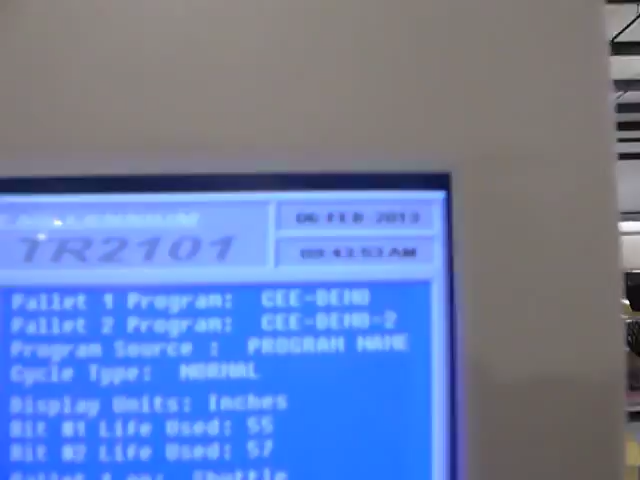 06 FEB 2013
TR2101
09:43:53 AM
Pallet 1 Program: CEE-DEMO
Pallet 2 Program: CEE-DEMO-2
Program Source : PROGRAM NAME
Cycle Type: NORMAL
Display Units: Inches
Bit #1 Life Used: 55
Bit #2 Life Used: 57
Shuttle